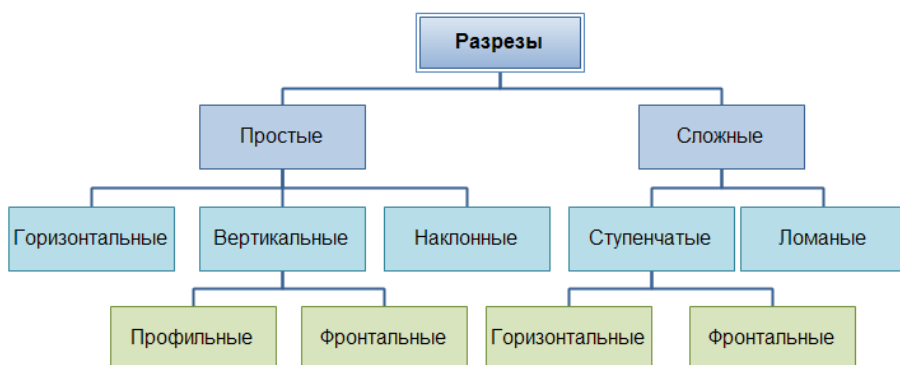 Разрезы
Простые
Сложные
Горизонтальные
Вертикальные
Наклонные
Ступенчатые
Ломаные
Профильные
Фронтальные
Горизонтальные
Фронтальные